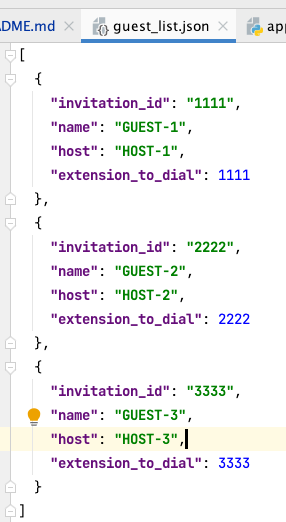 DME.md guest_list.json app
[
{
"invitation_id": "1111",
"name": "GUEST-1",
"host": "HOST-1",
"extension_to_dial": 1111
},
{
"invitation_id": "2222",
"name": "GUEST-2",
"host": "HOST-2",
"extension_to_dial": 2222
},
{
"invitation_id": "3333",
"name": "GUEST-3",
"host": "HOST-3",
"extension_to_dial": 3333
}
]